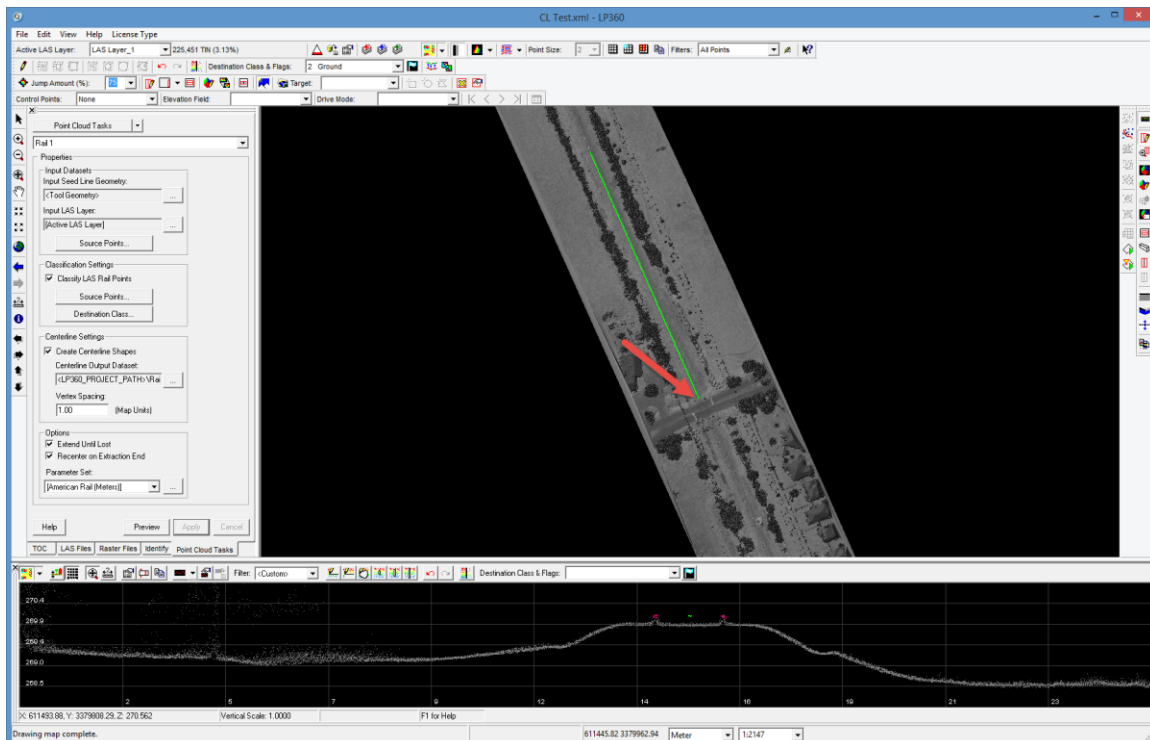 CL Test.xml - LP360
File Edit View Help License Type
Active LAS Layer: LAS Layer_1 225,451 TIN (3.13%) Point Size: 2 Filters: All Points
Destination Class & Flags: 2 Ground
Jump Amount (%): 75 Target:
Control Points: None Elevation Field: Drive Mode:
Point Cloud Tasks
Rail 1
Properties
Input Datasets
Input Seed Line Geometry:
<Tool Geometry> ...
Input LAS Layer:
[Active LAS Layer] ...
Source Points...
Classification Settings
Classify LAS Rail Points
Source Points...
Destination Class...
Centerline Settings
Create Centerline Shapes
Centerline Output Dataset:
<LP360_PROJECT_PATH>\Rai ...
Vertex Spacing:
1.00 (Map Units)
Options
Extend Until Lost
Recenter on Extraction End
Parameter Set:
[American Rail (Meters)] ...
Help Preview Apply Cancel
TOC LAS Files Raster Files Identify Point Cloud Tasks
Filter: <Custom> Destination Class & Flags:
270.4
269.9
269.4
269.0
268.5
2 5 7 10 12 14 16 19 21 23
X: 611493.88, Y: 3379808.29, Z: 270.562 Vertical Scale: 1.0000 F1 for Help
Drawing map complete. 611445.82 3379962.94 Meter 1:2147